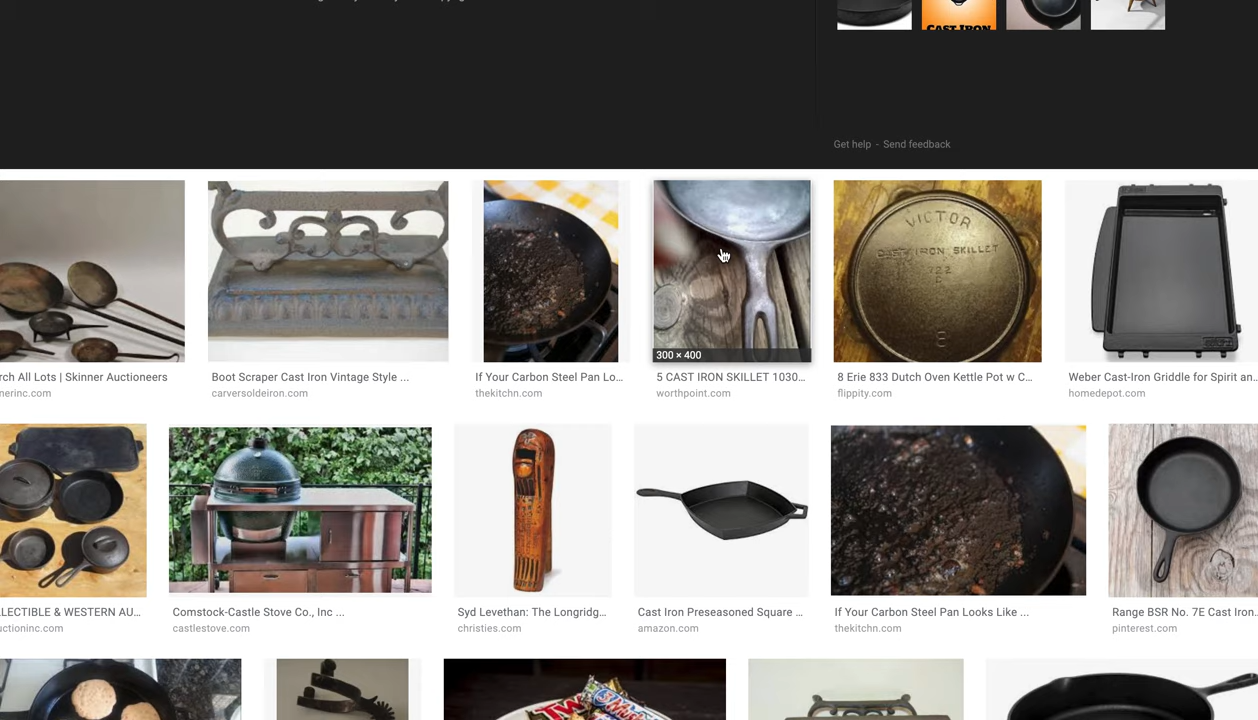 CAST IRON
Get help - Send feedback
VICTOR
CAST IRON SKILLET
722
8
300 × 400
rch All Lots | Skinner Auctioneers
Boot Scraper Cast Iron Vintage Style ...
If Your Carbon Steel Pan Lo...
5 CAST IRON SKILLET 1030...
8 Erie 833 Dutch Oven Kettle Pot w C...
Weber Cast-Iron Griddle for Spirit an...
nerinc.com
carversoldeiron.com
thekitchn.com
worthpoint.com
flippity.com
homedepot.com
LLECTIBLE & WESTERN AU...
Comstock-Castle Stove Co., Inc ...
Syd Levethan: The Longridg...
Cast Iron Preseasoned Square ...
If Your Carbon Steel Pan Looks Like ...
Range BSR No. 7E Cast Iron...
uctioninc.com
castlestove.com
christies.com
amazon.com
thekitchn.com
pinterest.com